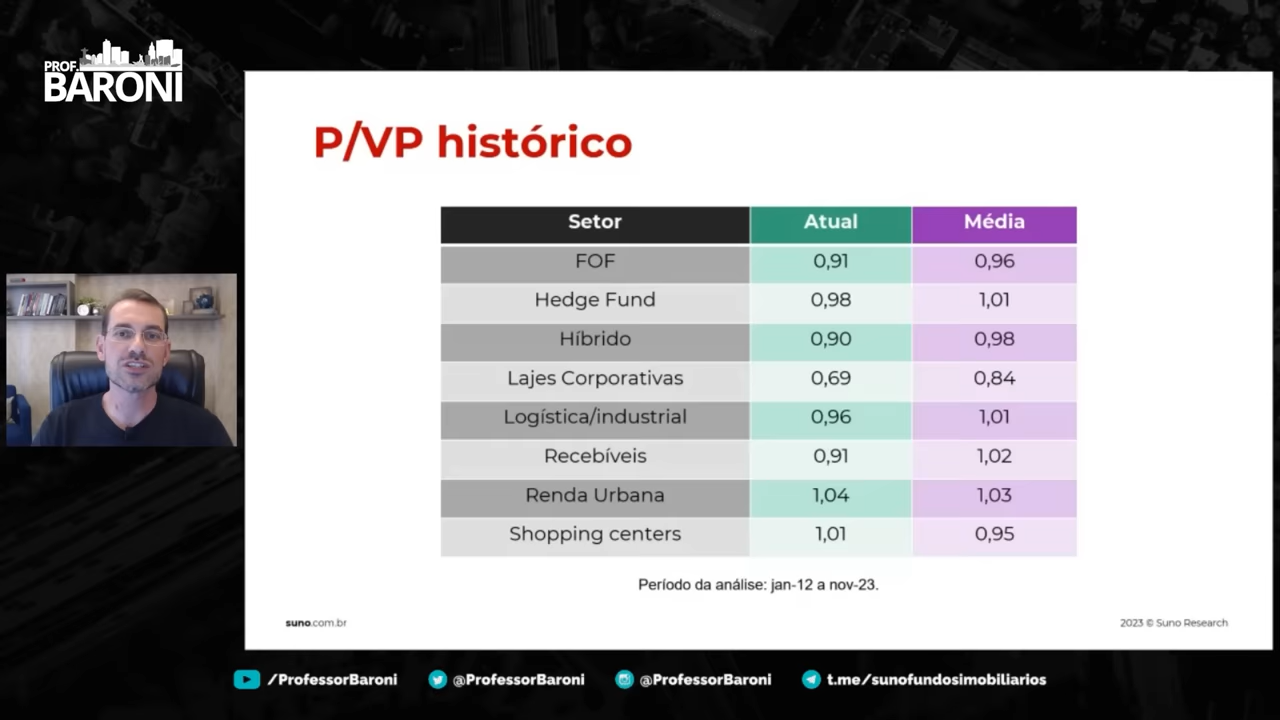 PROF.
BARONI
P/VP histórico
Setor Atual Média
FOF 0,91 0,96
Hedge Fund 0,98 1,01
Híbrido 0,90 0,98
Lajes Corporativas 0,69 0,84
Logística/industrial 0,96 1,01
Recebíveis 0,91 1,02
Renda Urbana 1,04 1,03
Shopping centers 1,01 0,95
Período da análise: jan-12 a nov-23.
suno.com.br 2023 © Suno Research
/ProfessorBaroni @ProfessorBaroni @ProfessorBaroni t.me/sunofundosimobiliarios